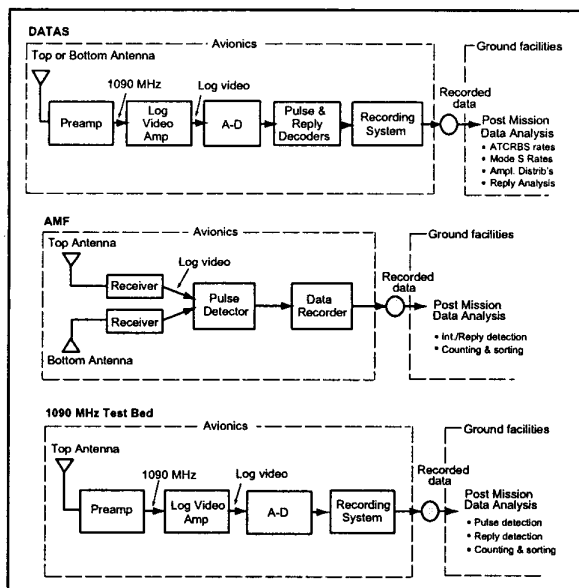 DATAS
Avionics
Ground facilities
Top or Bottom Antenna
1090 MHz
Log video
Recorded
data
Preamp
Log
Video
Amp
A-D
Pulse &
Reply
Decoders
Recording
System
Post Mission
Data Analysis
• ATCRBS rates
• Mode S Rates
• Ampl. Distrib's
• Reply Analysis
AMF
Avionics
Ground facilities
Top Antenna
Log video
Recorded
data
Receiver
Receiver
Pulse
Detector
Data
Recorder
Bottom Antenna
Post Mission
Data Analysis
• Int./Reply detection
• Counting & sorting
1090 MHz Test Bed
Avionics
Ground facilities
Top Antenna
1090 MHz
Log video
Recorded
data
Preamp
Log Video
Amp
A-D
Recording
System
Post Mission
Data Analysis
• Pulse detection
• Reply detection
• Counting & sorting